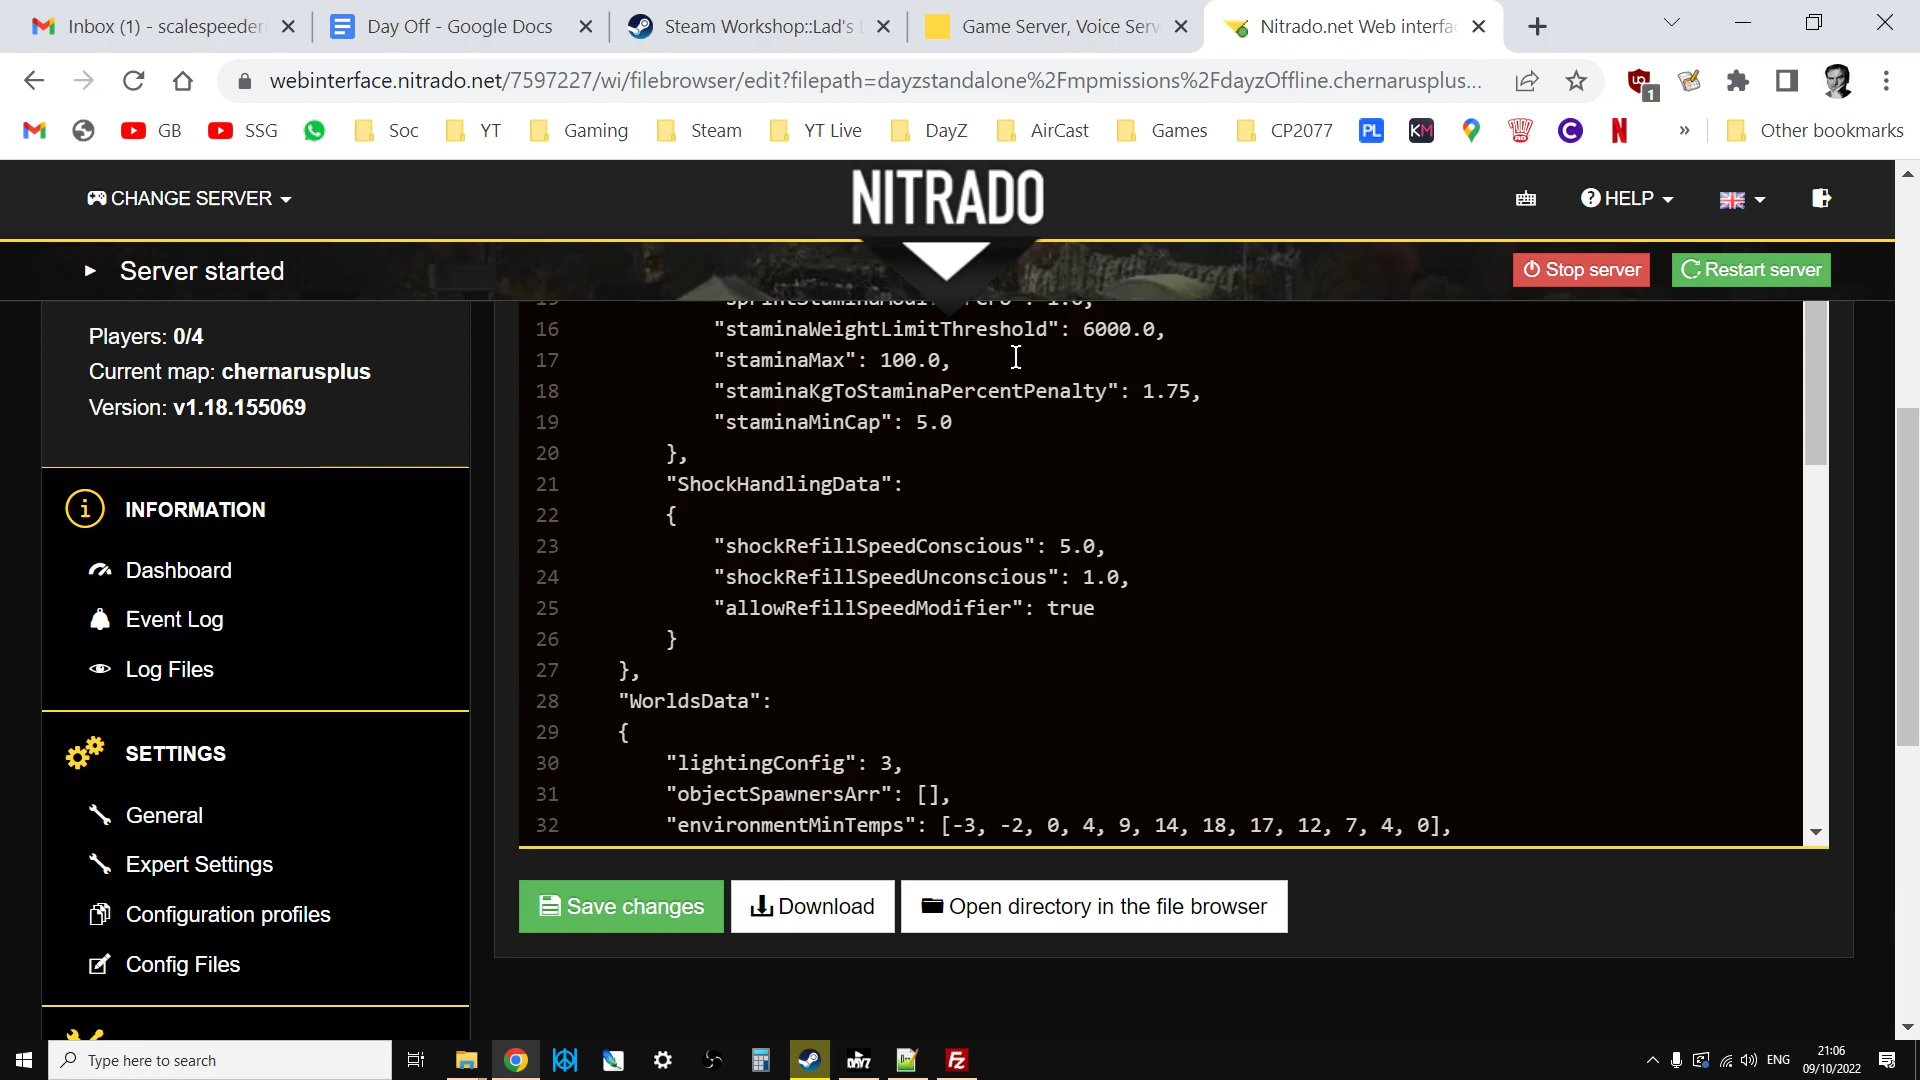 Inbox (1) - scalespeeder
Day Off - Google Docs
Steam Workshop::Lad's
Game Server, Voice Serv
Nitrado.net Web interfac
webinterface.nitrado.net/7597227/wi/filebrowser/edit?filepath=dayzstandalone%2Fmpmissions%2FdayzOffline.chernarusplus...
1
GB
SSG
Soc
YT
Gaming
Steam
YT Live
DayZ
AirCast
Games
CP2077
PL
KM
»
Other bookmarks
CHANGE SERVER
NITRADO
HELP
Server started
Stop server
Restart server
Players: 0/4
Current map: chernarusplus
Version: v1.18.155069
INFORMATION
Dashboard
Event Log
Log Files
SETTINGS
General
Expert Settings
Configuration profiles
Config Files
16 "staminaWeightLimitThreshold": 6000.0,
17 "staminaMax": 100.0,
18 "staminaKgToStaminaPercentPenalty": 1.75,
19 "staminaMinCap": 5.0
20 },
21 "ShockHandlingData":
22 {
23 "shockRefillSpeedConscious": 5.0,
24 "shockRefillSpeedUnconscious": 1.0,
25 "allowRefillSpeedModifier": true
26 }
27 },
28 "WorldsData":
29 {
30 "lightingConfig": 3,
31 "objectSpawnersArr": [],
32 "environmentMinTemps": [-3, -2, 0, 4, 9, 14, 18, 17, 12, 7, 4, 0],
Save changes
Download
Open directory in the file browser
Type here to search
ENG
21:06
09/10/2022